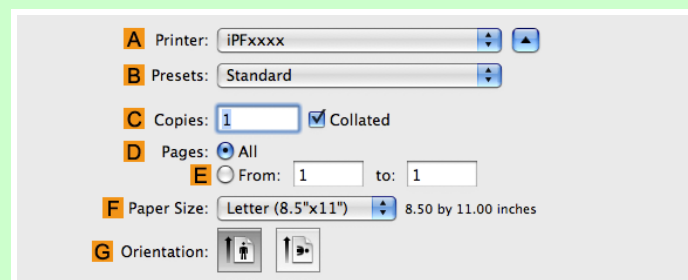 A Printer: iPFxxxx
B Presets: Standard
C Copies: 1 Collated
D Pages: All
E From: 1 to: 1
F Paper Size: Letter (8.5"x11") 8.50 by 11.00 inches
G Orientation: